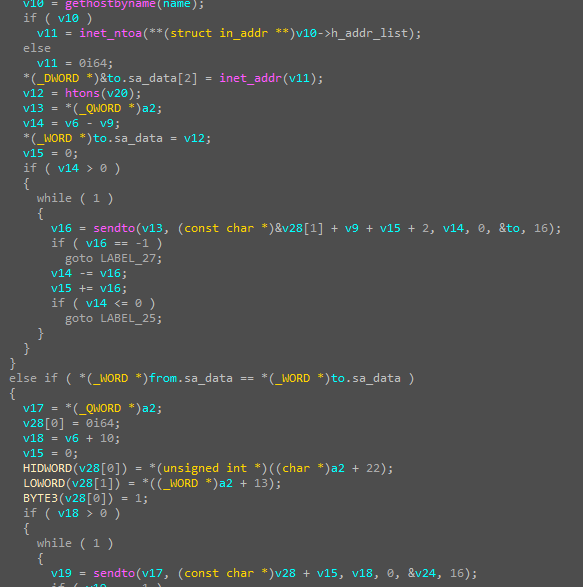 v10 = gethostbyname(name);
if ( v10 )
v11 = inet_ntoa(**(struct in_addr **)v10->h_addr_list);
else
v11 = 0i64;
*(_DWORD *)&to.sa_data[2] = inet_addr(v11);
v12 = htons(v20);
v13 = *(_QWORD *)a2;
v14 = v6 - v9;
*(_WORD *)to.sa_data = v12;
v15 = 0;
if ( v14 > 0 )
{
while ( 1 )
{
v16 = sendto(v13, (const char *)&v28[1] + v9 + v15 + 2, v14, 0, &to, 16);
if ( v16 == -1 )
goto LABEL_27;
v14 -= v16;
v15 += v16;
if ( v14 <= 0 )
goto LABEL_25;
}
}
}
else if ( *(_WORD *)from.sa_data == *(_WORD *)to.sa_data )
{
v17 = *(_QWORD *)a2;
v28[0] = 0i64;
v18 = v6 + 10;
v15 = 0;
HIDWORD(v28[0]) = *(unsigned int *)((char *)a2 + 22);
LOWORD(v28[1]) = *((_WORD *)a2 + 13);
BYTE3(v28[0]) = 1;
if ( v18 > 0 )
{
while ( 1 )
{
v19 = sendto(v17, (const char *)v28 + v15, v18, 0, &v24, 16);